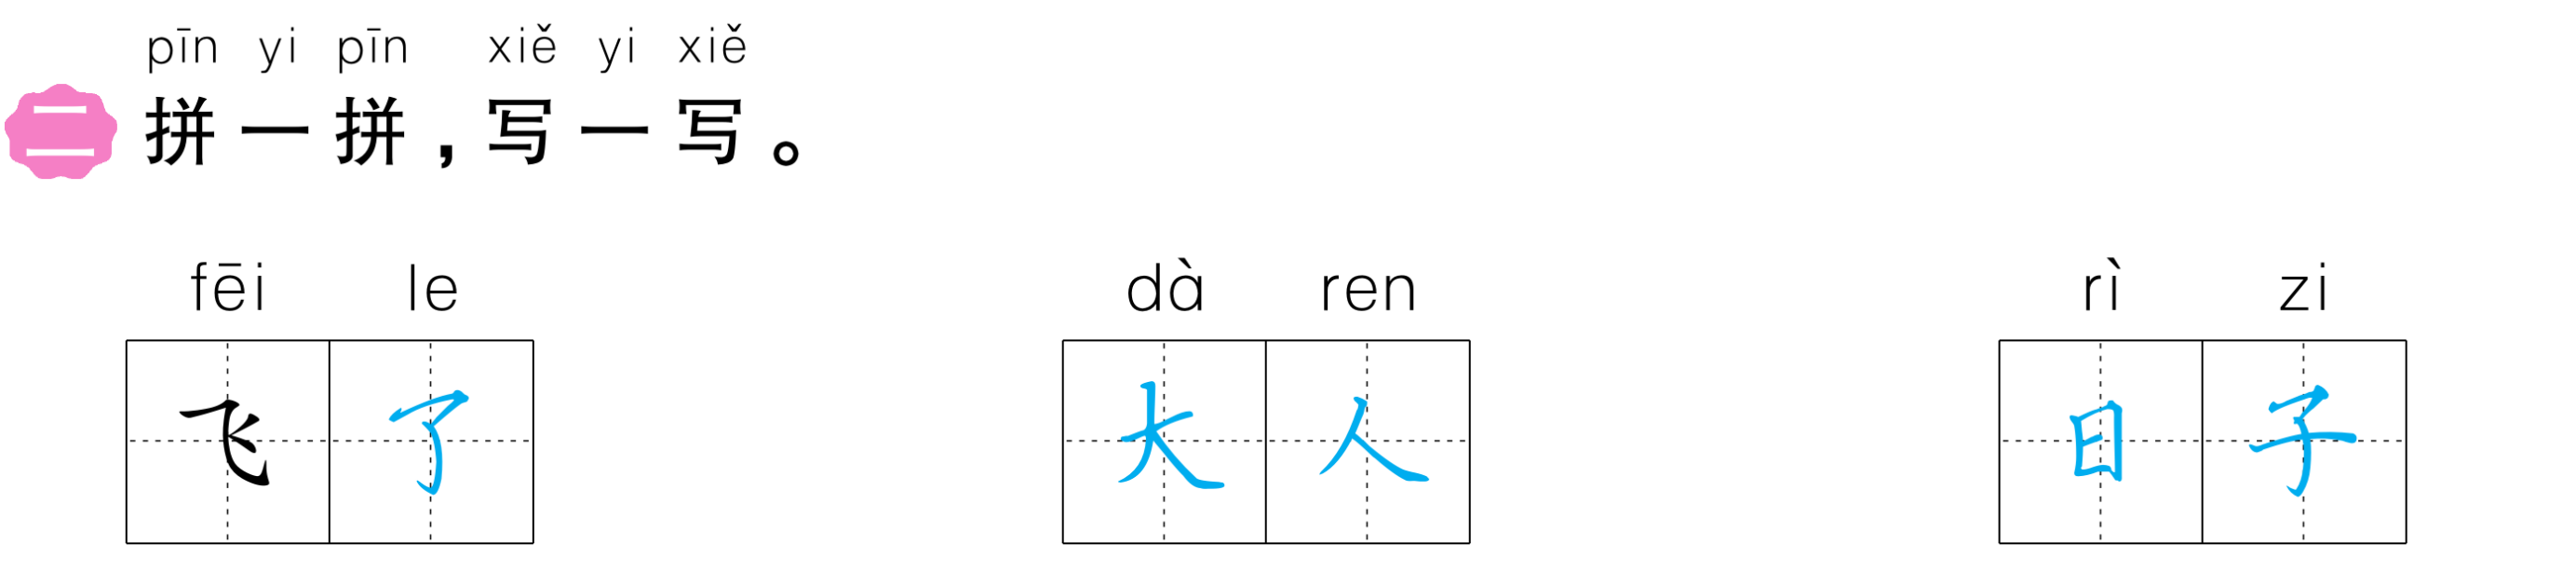 pīn yi pīn xiě yi xiě
二 拼一拼,写一写。
fēi le dà ren rì zi
飞了 大人 日子